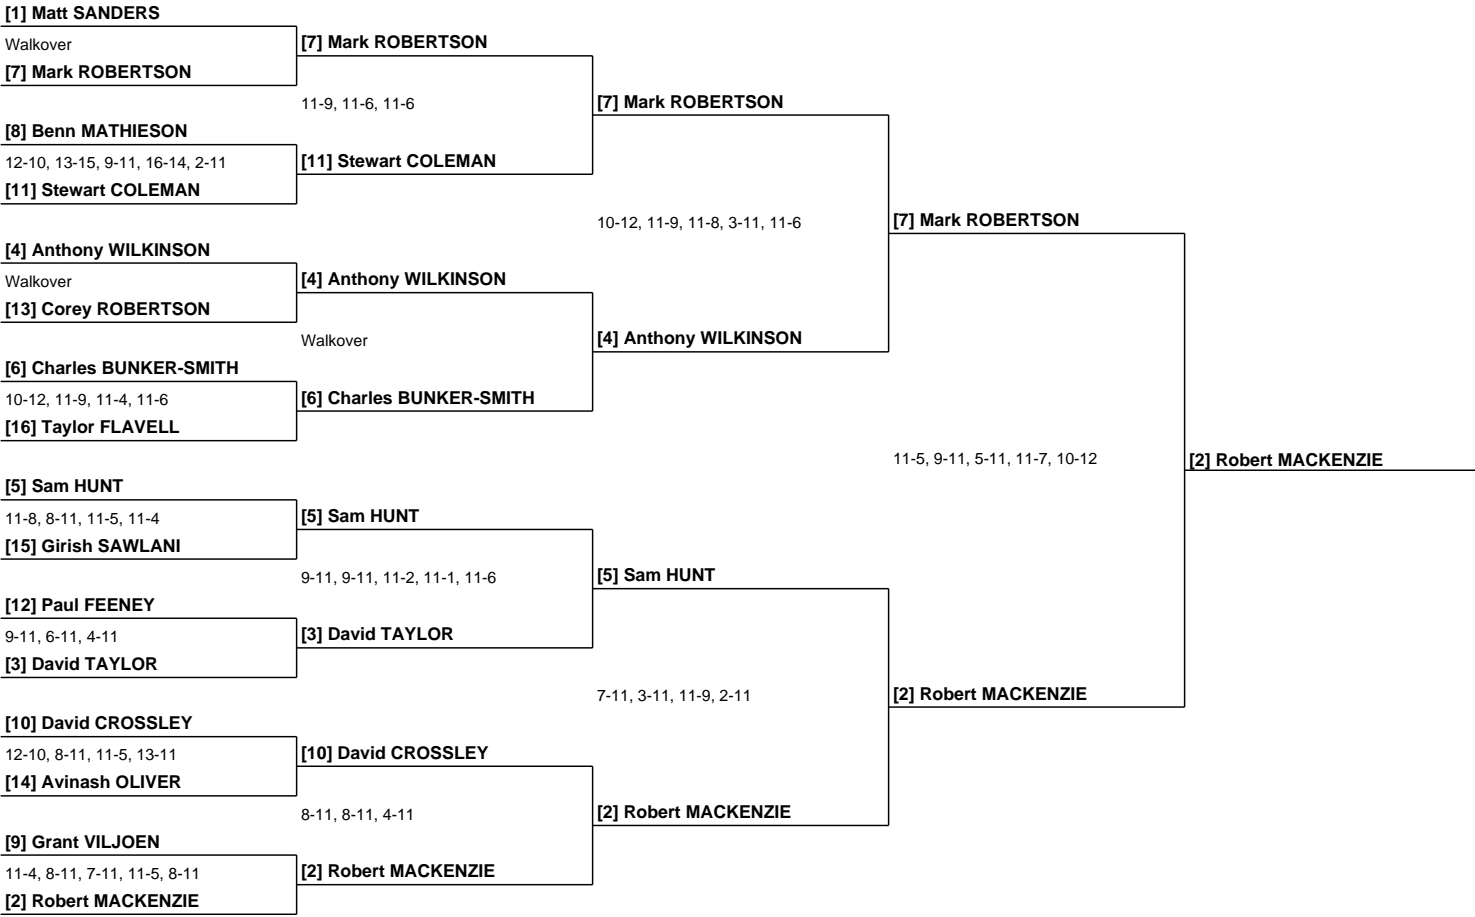 [1] Matt SANDERS
Walkover
[7] Mark ROBERTSON
[8] Benn MATHIESON
12-10, 13-15, 9-11, 16-14, 2-11
[11] Stewart COLEMAN
[4] Anthony WILKINSON
Walkover
[13] Corey ROBERTSON
[6] Charles BUNKER-SMITH
10-12, 11-9, 11-4, 11-6
[16] Taylor FLAVELL
[5] Sam HUNT
11-8, 8-11, 11-5, 11-4
[15] Girish SAWLANI
[12] Paul FEENEY
9-11, 6-11, 4-11
[3] David TAYLOR
[10] David CROSSLEY
12-10, 8-11, 11-5, 13-11
[14] Avinash OLIVER
[9] Grant VILJOEN
11-4, 8-11, 7-11, 11-5, 8-11
[2] Robert MACKENZIE
[7] Mark ROBERTSON
11-9, 11-6, 11-6
[11] Stewart COLEMAN
[4] Anthony WILKINSON
Walkover
[6] Charles BUNKER-SMITH
[5] Sam HUNT
9-11, 9-11, 11-2, 11-1, 11-6
[3] David TAYLOR
[10] David CROSSLEY
8-11, 8-11, 4-11
[2] Robert MACKENZIE
[7] Mark ROBERTSON
10-12, 11-9, 11-8, 3-11, 11-6
[4] Anthony WILKINSON
[5] Sam HUNT
7-11, 3-11, 11-9, 2-11
[2] Robert MACKENZIE
[7] Mark ROBERTSON
11-5, 9-11, 5-11, 11-7, 10-12
[2] Robert MACKENZIE
[2] Robert MACKENZIE